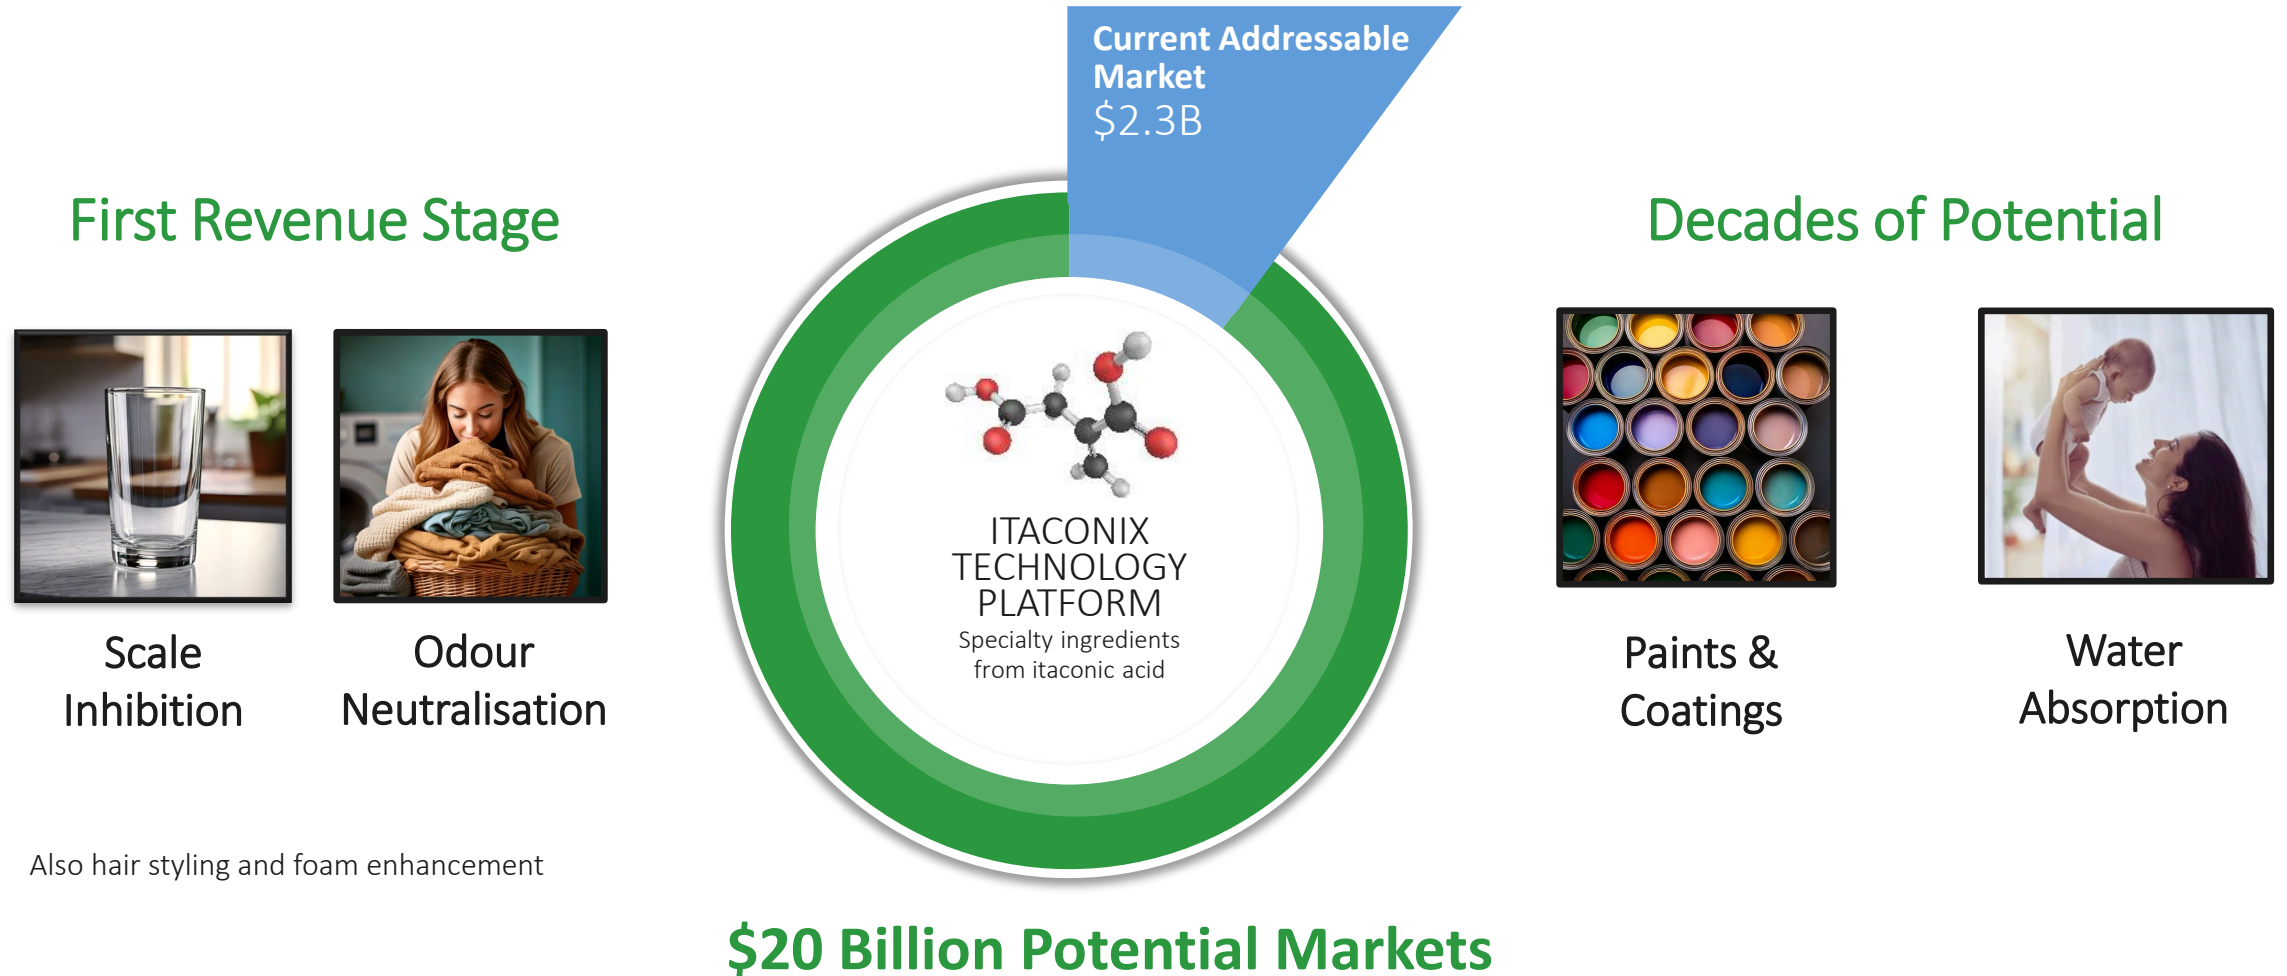 Current Addressable
Market
$2.3B
First Revenue Stage
Scale
Inhibition
Odour
Neutralisation
Also hair styling and foam enhancement
ITACONIX
TECHNOLOGY
PLATFORM
Specialty ingredients
from itaconic acid
Decades of Potential
Paints &
Coatings
Water
Absorption
$20 Billion Potential Markets